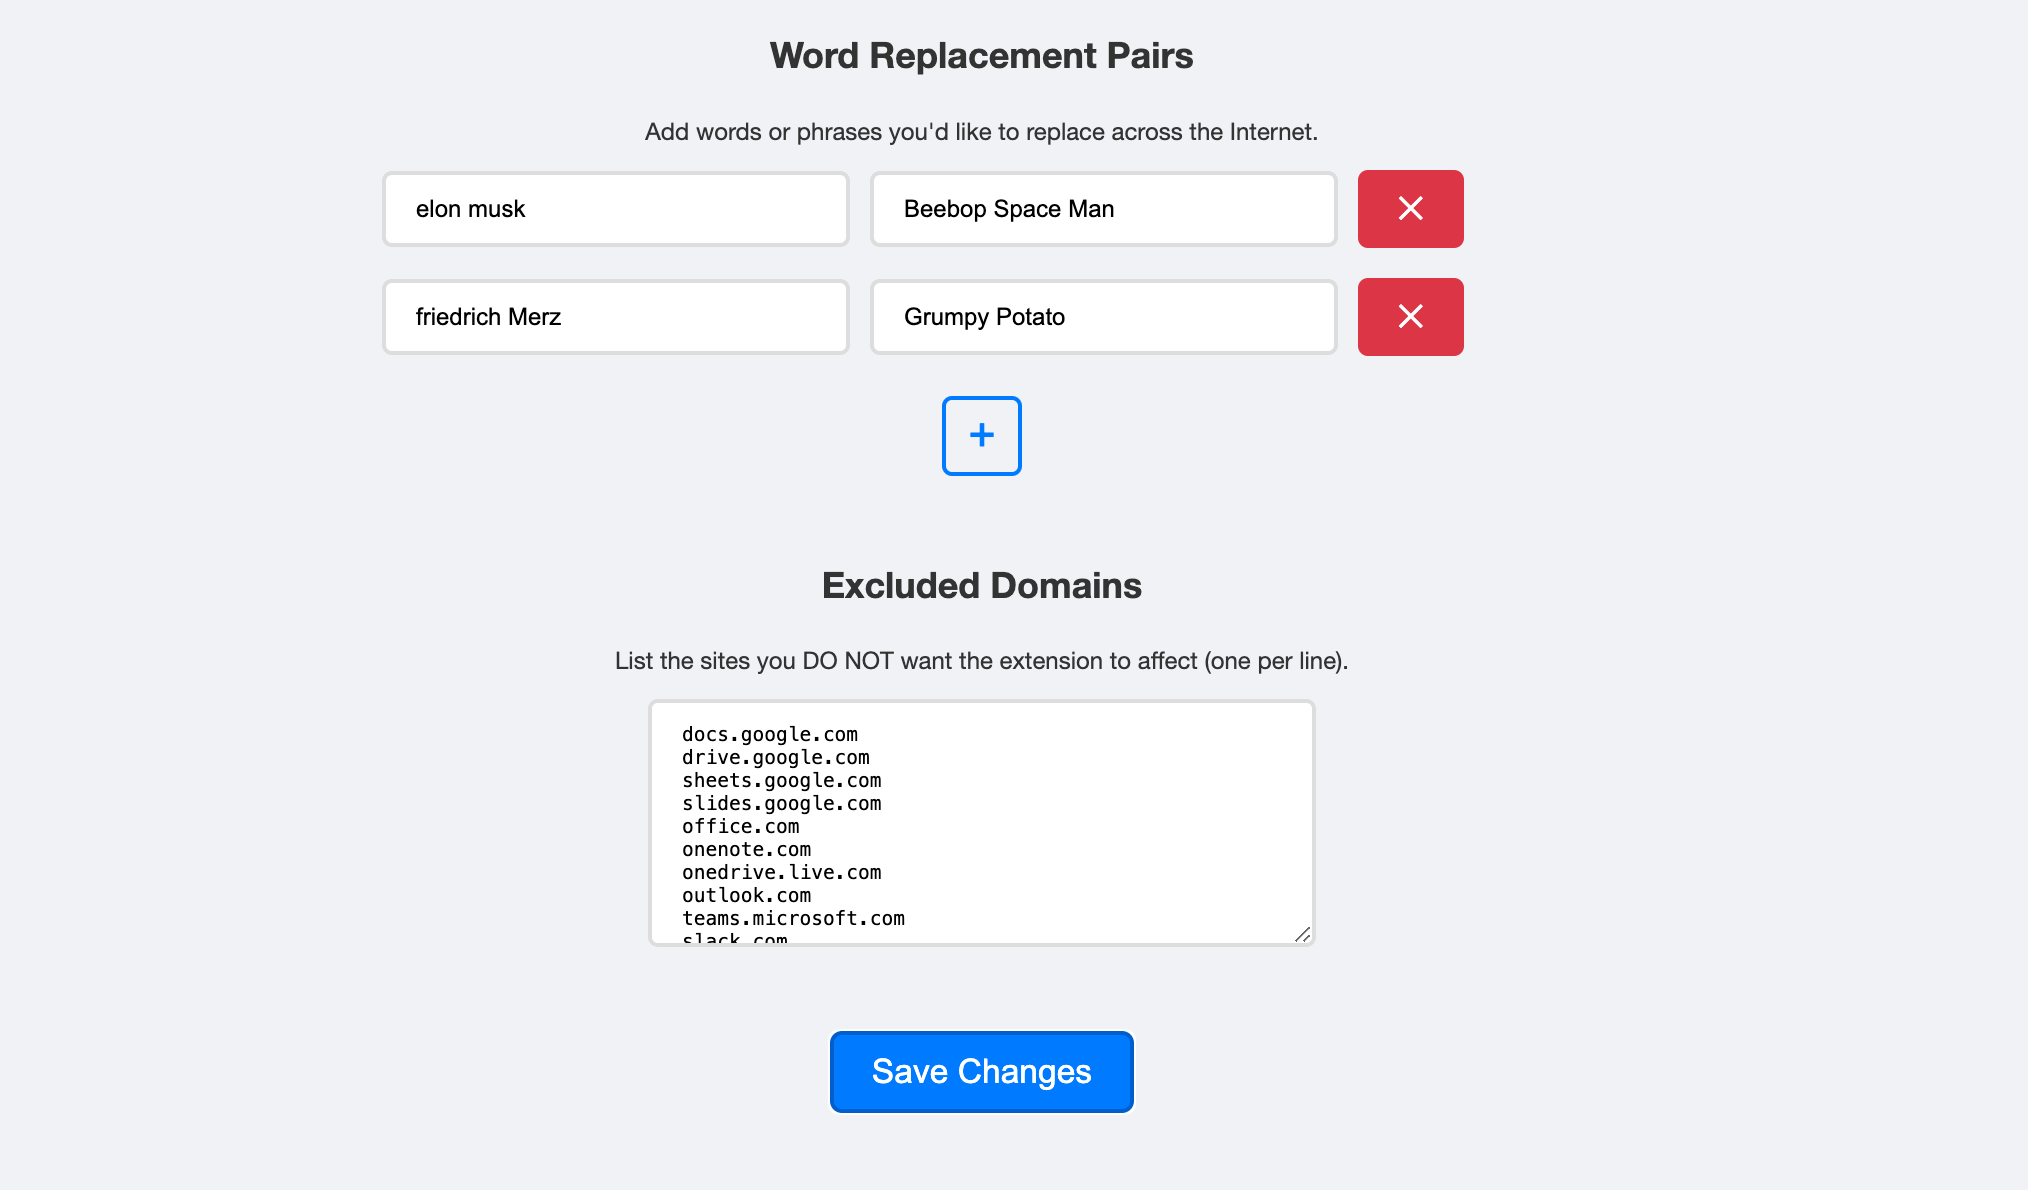 Word Replacement Pairs
Add words or phrases you'd like to replace across the Internet.
elon musk Beebop Space Man
friedrich Merz Grumpy Potato
+
Excluded Domains
List the sites you DO NOT want the extension to affect (one per line).
docs.google.com
drive.google.com
sheets.google.com
slides.google.com
office.com
onenote.com
onedrive.live.com
outlook.com
teams.microsoft.com
slack.com
Save Changes